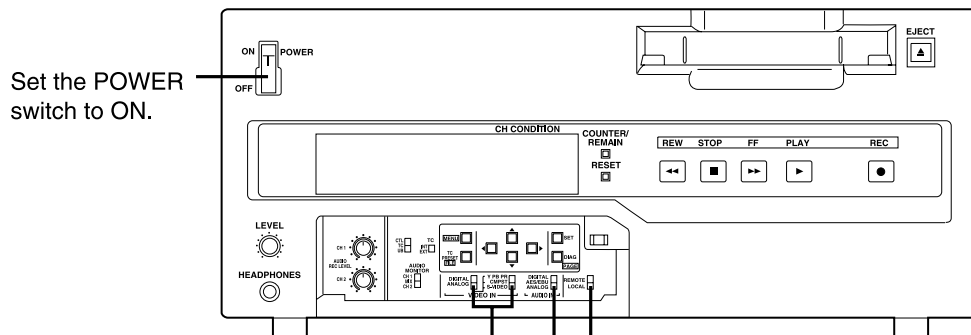 Set the POWER
switch to ON.
ON POWER
OFF
EJECT
CH CONDITION
COUNTER/
REMAIN
RESET
REW STOP FF PLAY REC
LEVEL
HEADPHONES
CH 1
AUDIO
REC LEVEL
CH 2
CTL
TC
UB
TC
INT
EXT
AUDIO
MONITOR
CH 1
MIX
CH 2
MENU
TC
PRESET
SET
DIAG
PAGE
DIGITAL
ANALOG
Y PB PR
CMPST
S-VIDEO
VIDEO IN
DIGITAL
AES/EBU
ANALOG
AUDIO IN
REMOTE
LOCAL